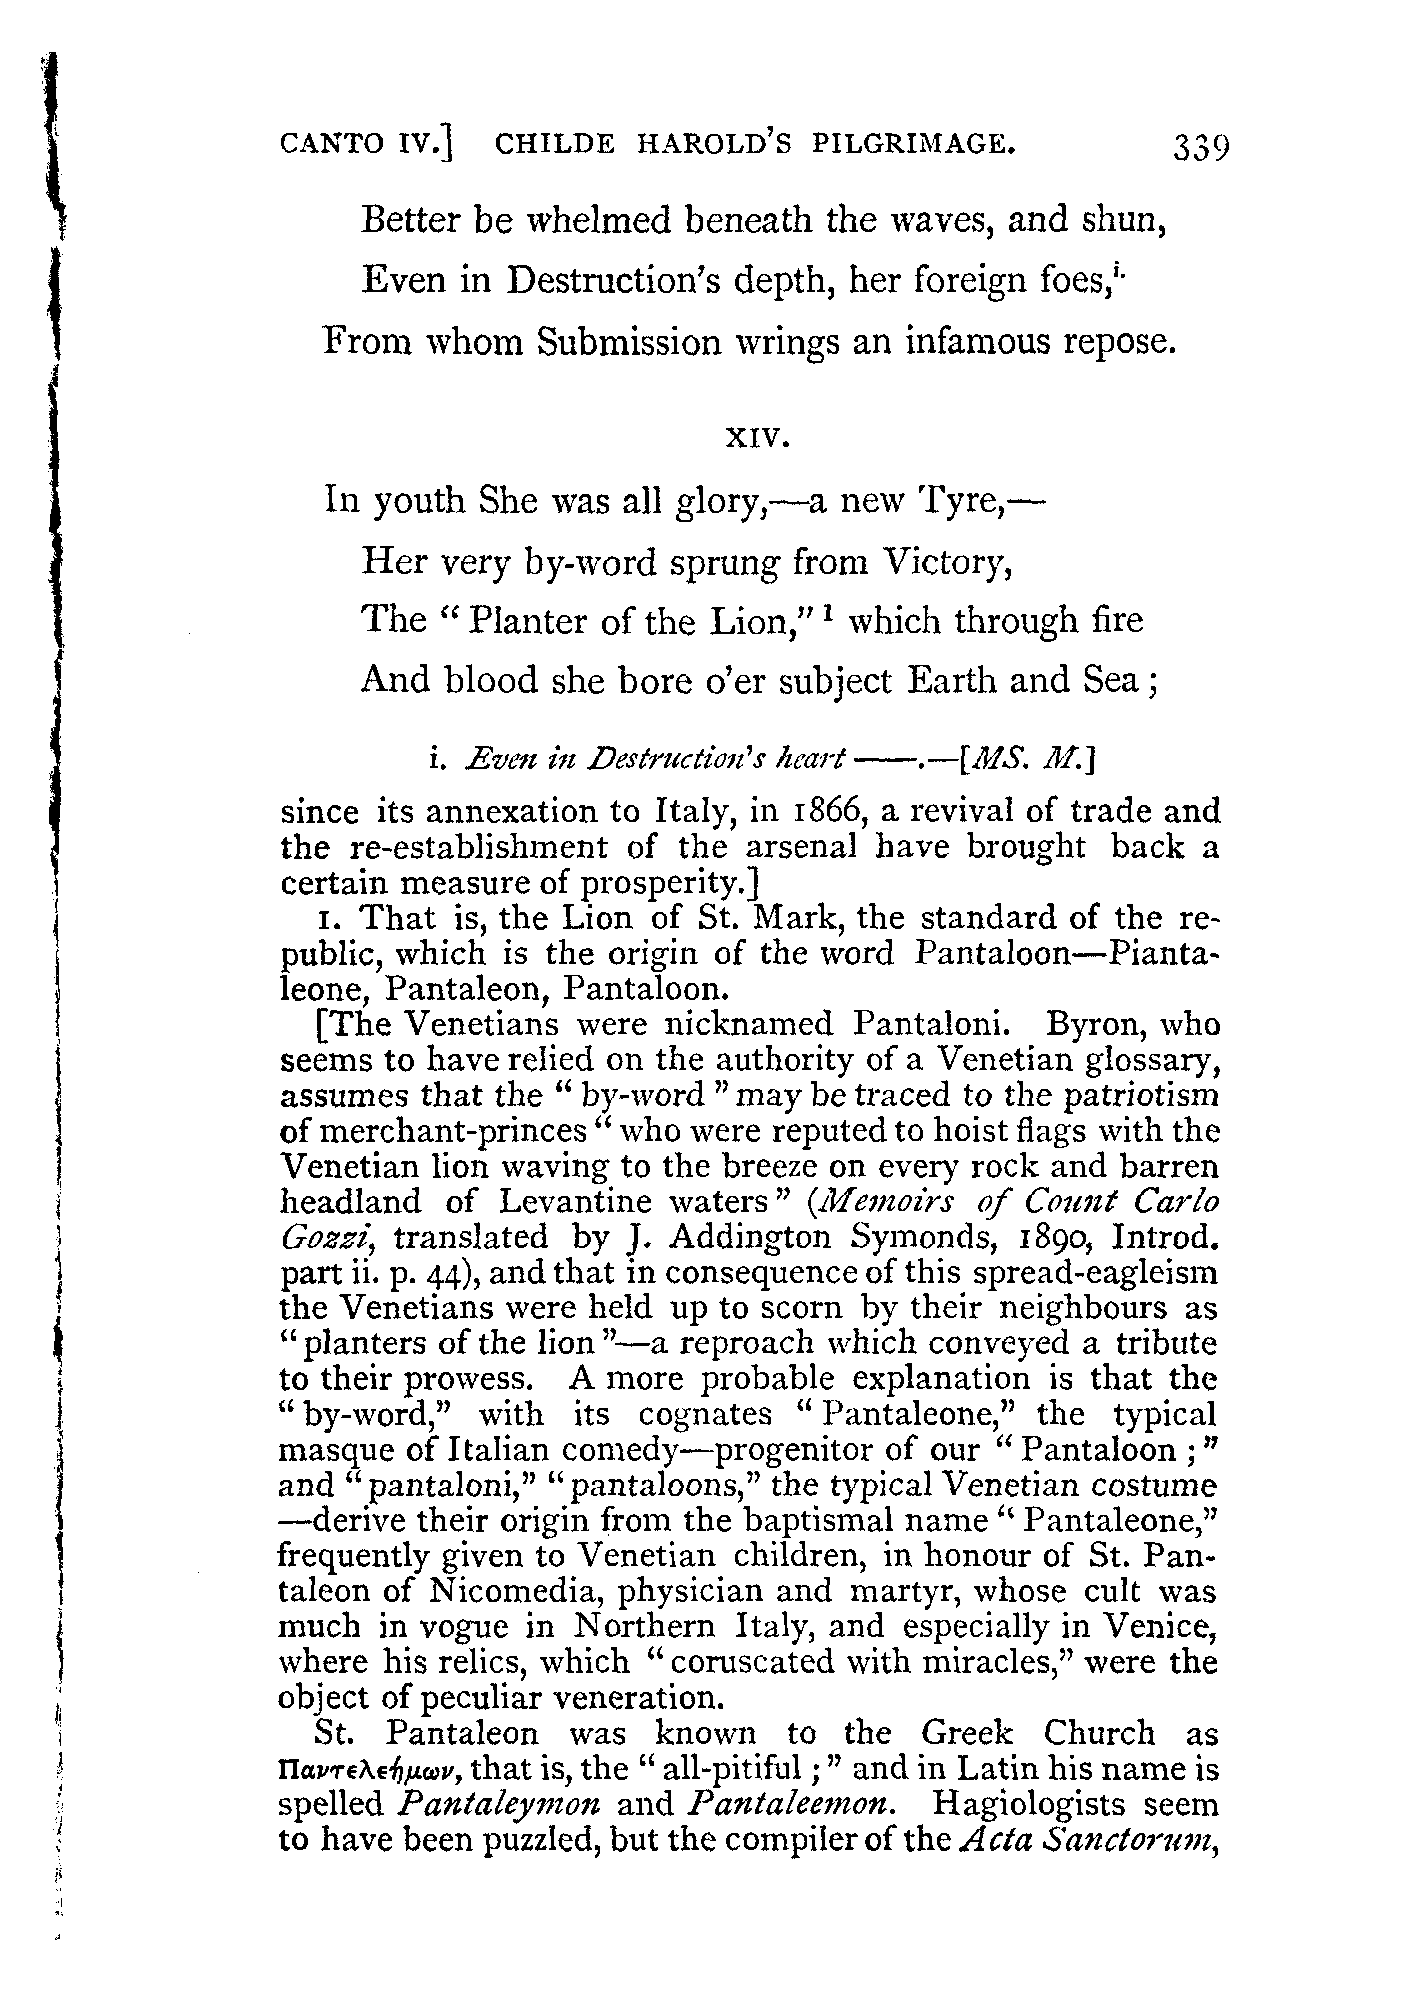 CANTO IV.] CHILDE HAROLD'S PILGRIMAGE. 339
Better be whelmed beneath the waves, and shun,
Even in Destruction's depth, her foreign foes,i.
From whom Submission wrings an infamous repose.
XIV.
In youth She was all glory,—a new Tyre,—
Her very by-word sprung from Victory,
The "Planter of the Lion," 1 which through fire
And blood she bore o'er subject Earth and Sea;
i. Even in Destruction's heart ——.—[MS. M.]
since its annexation to Italy, in 1866, a revival of trade and
the re-establishment of the arsenal have brought back a
certain measure of prosperity.]
1. That is, the Lion of St. Mark, the standard of the re-
public, which is the origin of the word Pantaloon—Pianta-
leone, Pantaleon, Pantaloon.
[The Venetians were nicknamed Pantaloni. Byron, who
seems to have relied on the authority of a Venetian glossary,
assumes that the "by-word" may be traced to the patriotism
of merchant-princes "who were reputed to hoist flags with the
Venetian lion waving to the breeze on every rock and barren
headland of Levantine waters" (Memoirs of Count Carlo
Gozzi, translated by J. Addington Symonds, 1890, Introd.
part ii. p. 44), and that in consequence of this spread-eagleism
the Venetians were held up to scorn by their neighbours as
"planters of the lion"—a reproach which conveyed a tribute
to their prowess. A more probable explanation is that the
"by-word," with its cognates "Pantaleone," the typical
masque of Italian comedy—progenitor of our "Pantaloon;"
and "pantaloni," "pantaloons," the typical Venetian costume
—derive their origin from the baptismal name "Pantaleone,"
frequently given to Venetian children, in honour of St. Pan-
taleon of Nicomedia, physician and martyr, whose cult was
much in vogue in Northern Italy, and especially in Venice,
where his relics, which "coruscated with miracles," were the
object of peculiar veneration.
St. Pantaleon was known to the Greek Church as
Παντελεήμων, that is, the "all-pitiful;" and in Latin his name is
spelled Pantaleymon and Pantaleemon. Hagiologists seem
to have been puzzled, but the compiler of the Acta Sanctorum,